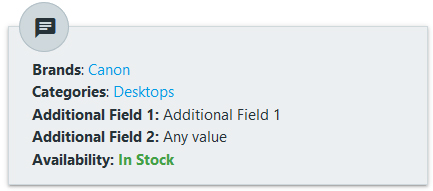 Brands: Canon
Categories: Desktops
Additional Field 1: Additional Field 1
Additional Field 2: Any value
Availability: In Stock